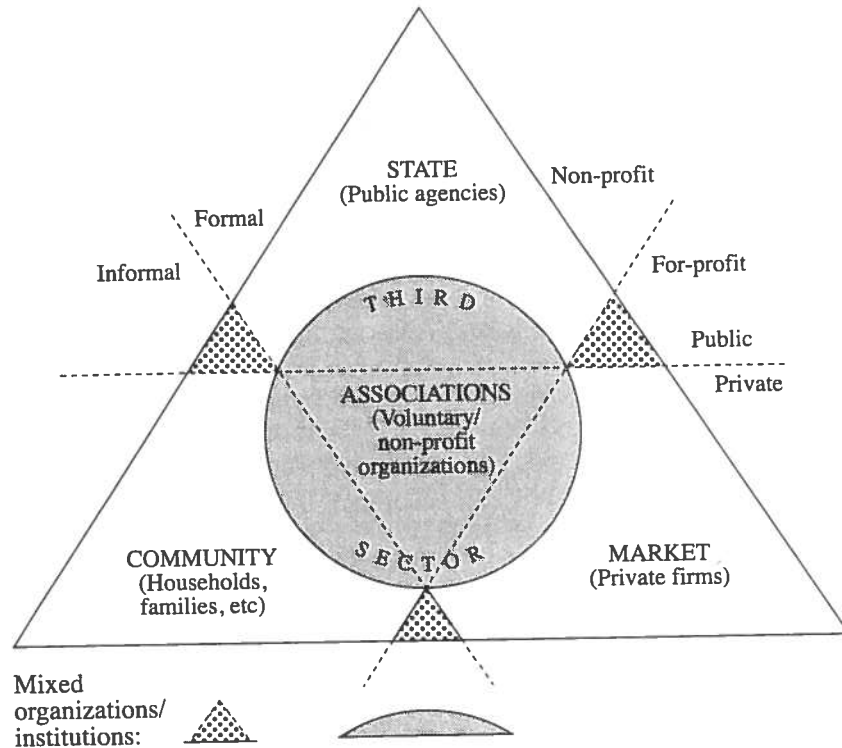 STATE
(Public agencies)
Non-profit
Formal
Informal
For-profit
THIRD
Public
Private
ASSOCIATIONS
(Voluntary/
non-profit
organizations)
SECTOR
COMMUNITY
(Households,
families, etc)
MARKET
(Private firms)
Mixed
organizations/
institutions: